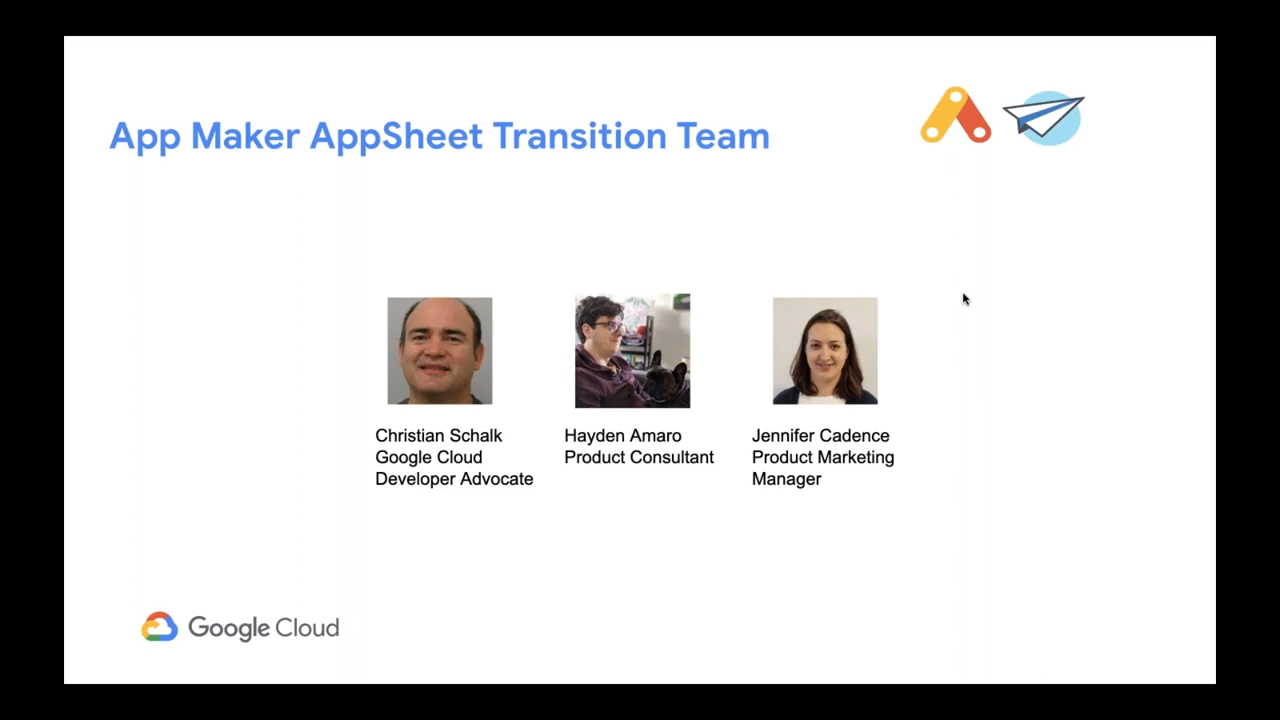 App Maker AppSheet Transition Team
Christian Schalk
Google Cloud
Developer Advocate
Hayden Amaro
Product Consultant
Jennifer Cadence
Product Marketing
Manager
Google Cloud